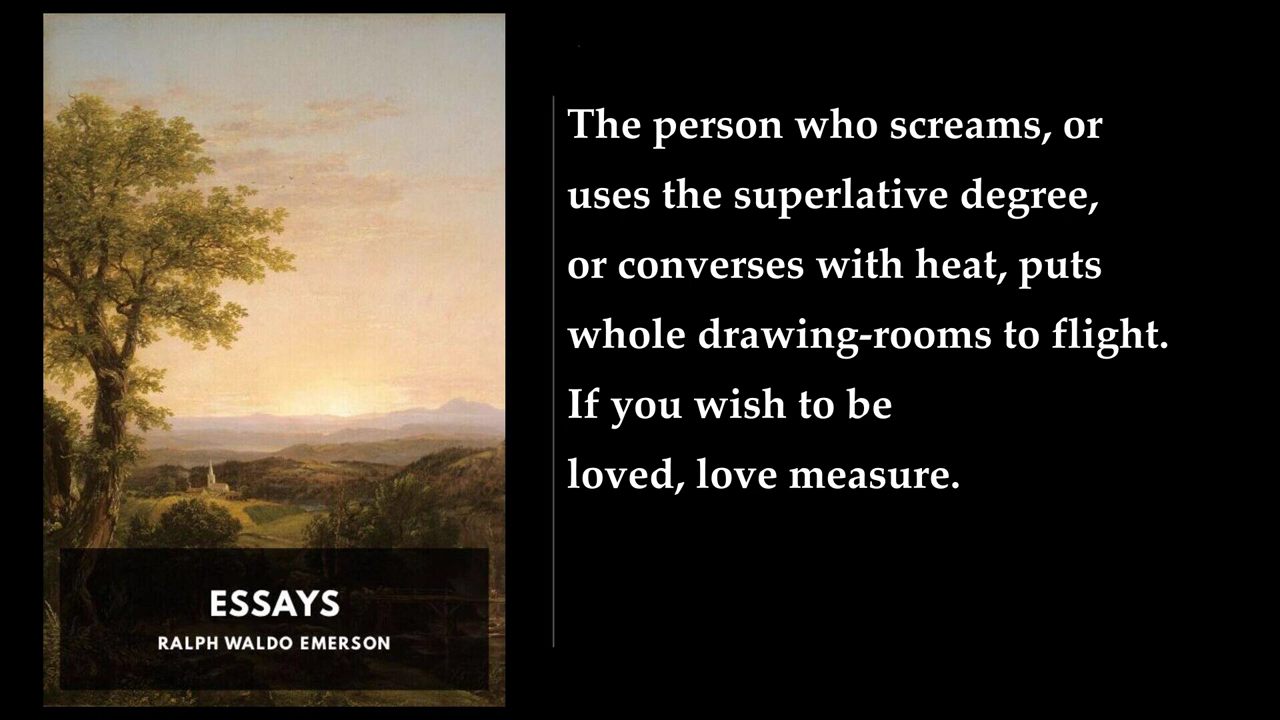 ESSAYS
RALPH WALDO EMERSON
The person who screams, or
uses the superlative degree,
or converses with heat, puts
whole drawing-rooms to flight.
If you wish to be
loved, love measure.